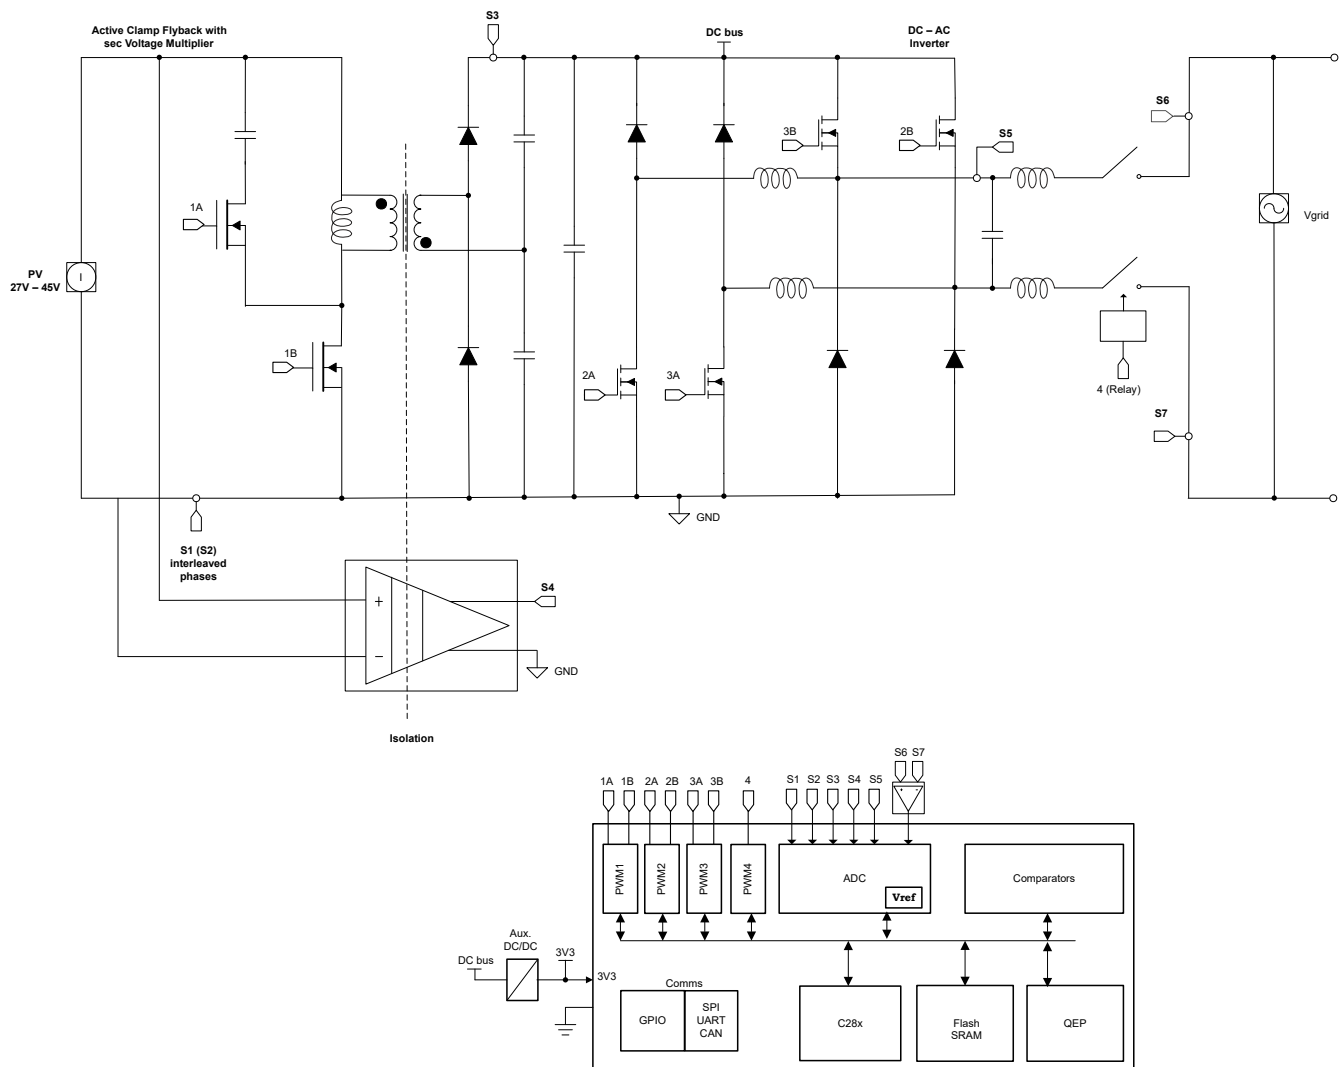 S3
Active Clamp Flyback with
sec Voltage Multiplier
DC bus
DC – AC
Inverter
S6
3B
2B
S5
1A
Vgrid
PV
27V – 45V
1B
2A
3A
4 (Relay)
S7
GND
S1 (S2)
interleaved
phases
S4
+
−
GND
Isolation
S6 S7
1A 1B 2A 2B 3A 3B 4 S1 S2 S3 S4 S5
+ -
PWM1
PWM2
PWM3
PWM4
ADC
Vref
Comparators
Aux.
DC/DC
DC bus
3V3
3V3
Comms
GPIO
SPI
UART
CAN
C28x
Flash
SRAM
QEP